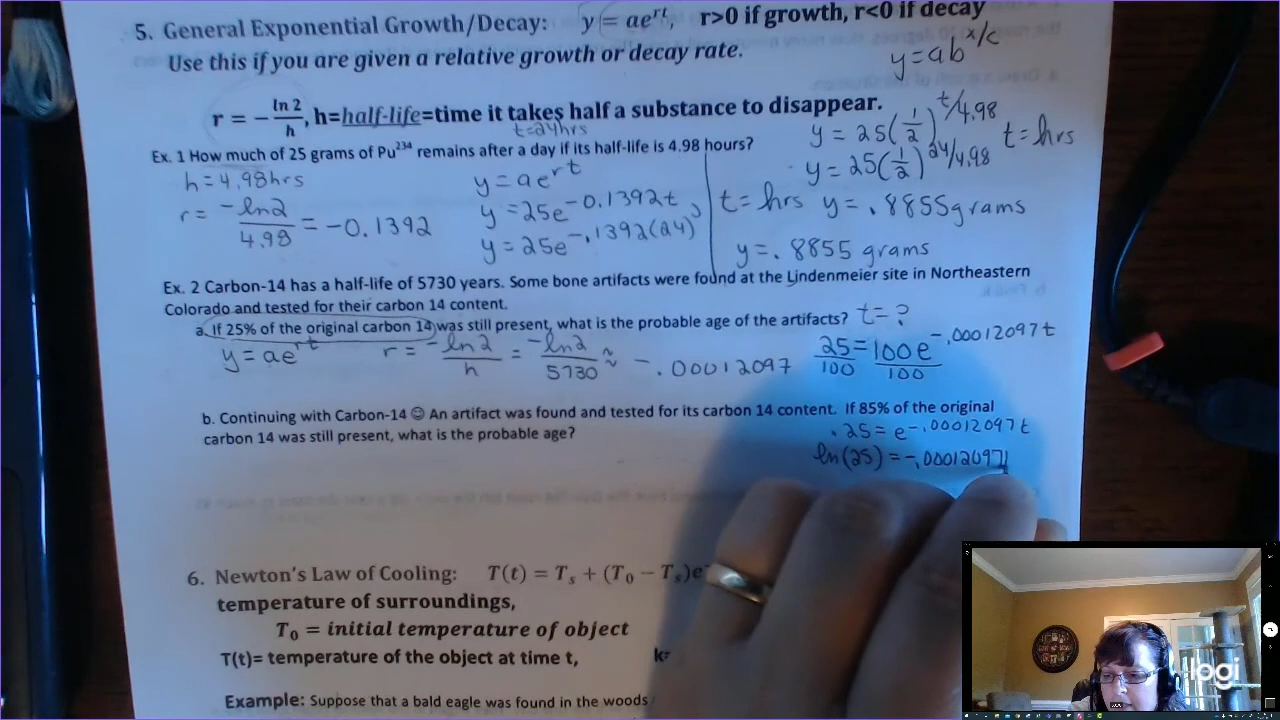 5. General Exponential Growth/Decay: y = ae^rt, r>0 if growth, r<0 if decay
Use this if you are given a relative growth or decay rate.
y = ab^x/c
r = − ln 2/h, h=half-life=time it takes half a substance to disappear.
t=24hrs
Ex. 1 How much of 25 grams of Pu²³⁴ remains after a day if its half-life is 4.98 hours?
h = 4.98hrs
r = -ln2/4.98 = -0.1392
y = ae^rt
y = 25e^-0.1392t
y = 25e^-.1392(24)
t = hrs
y = .8855 grams
y = 25(1/2)^t/4.98 t = hrs
y = 25(1/2)^24/4.98
y = .8855 grams
Ex. 2 Carbon-14 has a half-life of 5730 years. Some bone artifacts were found at the Lindenmeier site in Northeastern
Colorado and tested for their carbon 14 content.
a. If 25% of the original carbon 14 was still present, what is the probable age of the artifacts? t = ?
y = ae^rt r = -ln2/h = -ln2/5730 ≈ -.00012097
25/100 = 100e^-.00012097t/100
.25 = e^-.00012097t
ln(25) = -.00012097
b. Continuing with Carbon-14 ☺ An artifact was found and tested for its carbon 14 content. If 85% of the original
carbon 14 was still present, what is the probable age?
6. Newton's Law of Cooling: T(t) = Tₛ + (T₀ − Tₛ)e
temperature of surroundings,
T₀ = initial temperature of object
T(t)= temperature of the object at time t, k=
Example: Suppose that a bald eagle was found in the woods
logi